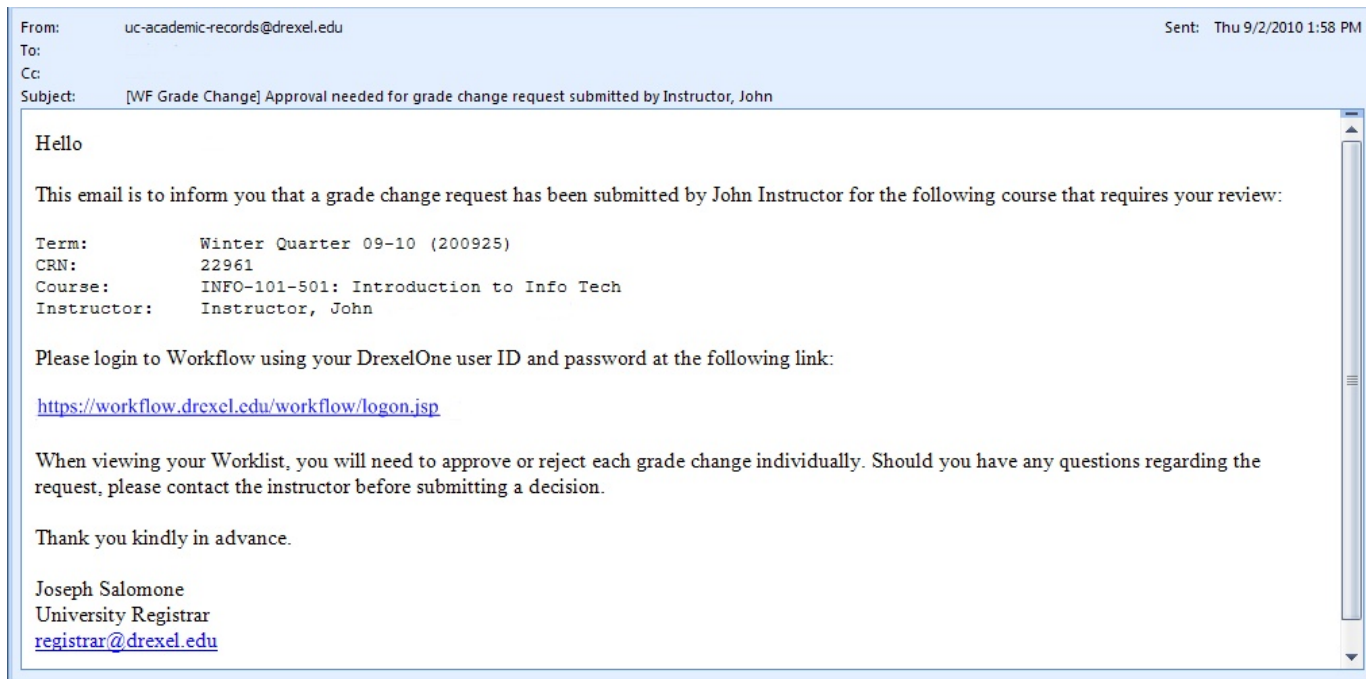 From: uc-academic-records@drexel.edu Sent: Thu 9/2/2010 1:58 PM
To:
Cc:
Subject: [WF Grade Change] Approval needed for grade change request submitted by Instructor, John
Hello
This email is to inform you that a grade change request has been submitted by John Instructor for the following course that requires your review:
Term: Winter Quarter 09-10 (200925)
CRN: 22961
Course: INFO-101-501: Introduction to Info Tech
Instructor: Instructor, John
Please login to Workflow using your DrexelOne user ID and password at the following link:
https://workflow.drexel.edu/workflow/logon.jsp
When viewing your Worklist, you will need to approve or reject each grade change individually. Should you have any questions regarding the
request, please contact the instructor before submitting a decision.
Thank you kindly in advance.
Joseph Salomone
University Registrar
registrar@drexel.edu